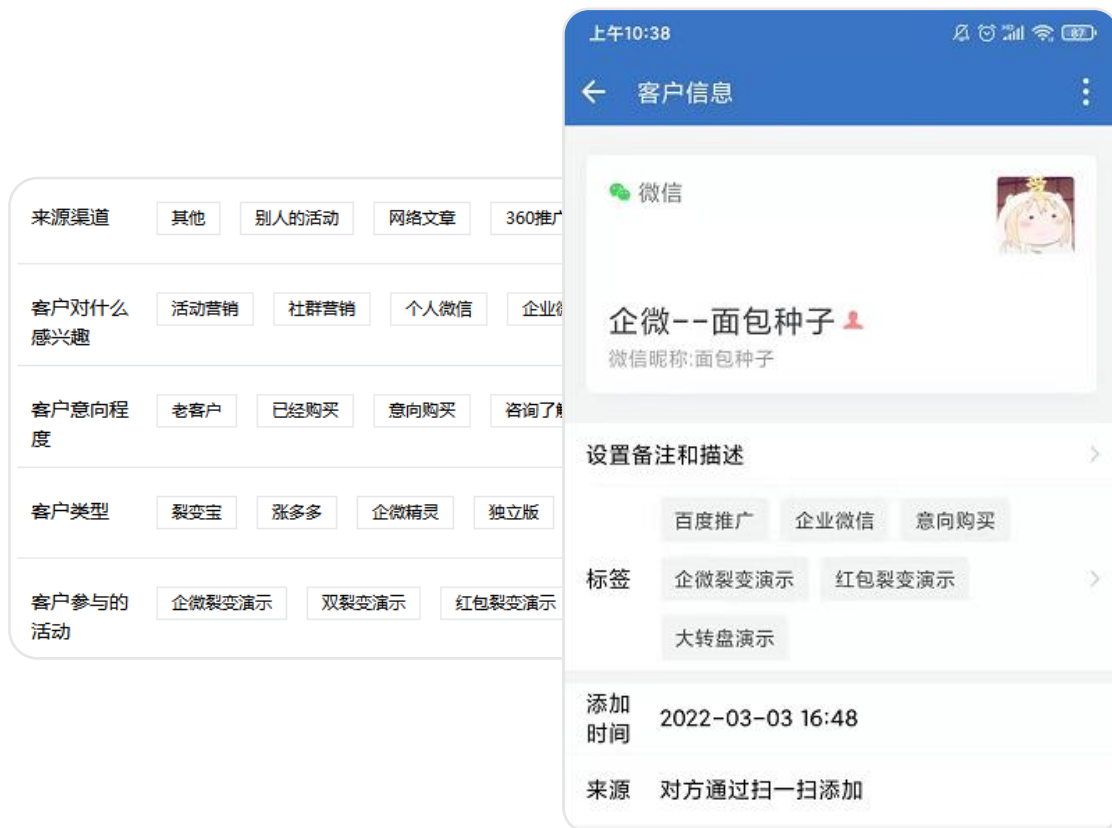 来源渠道 其他 别人的活动 网络文章 360推广
客户对什么 活动营销 社群营销 个人微信 企业微
感兴趣
客户意向程 老客户 已经购买 意向购买 咨询了解
度
客户类型 裂变宝 涨多多 企微精灵 独立版
客户参与的 企微裂变演示 双裂变演示 红包裂变演示
活动
上午10:38 87
客户信息
微信
企微--面包种子
微信昵称:面包种子
设置备注和描述
百度推广 企业微信 意向购买
标签 企微裂变演示 红包裂变演示
大转盘演示
添加
时间 2022-03-03 16:48
来源 对方通过扫一扫添加